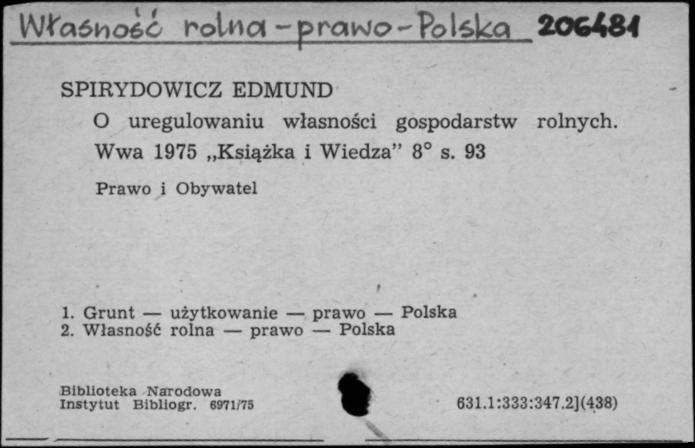 Własność rolna - prawo - Polska 206481
SPIRYDOWICZ EDMUND
O uregulowaniu własności gospodarstw rolnych.
Wwa 1975 „Książka i Wiedza” 8° s. 93
Prawo i Obywatel
1. Grunt — użytkowanie — prawo — Polska
2. Własność rolna — prawo — Polska
Biblioteka Narodowa
Instytut Bibliogr. 6971/75
631.1:333:347.2](438)